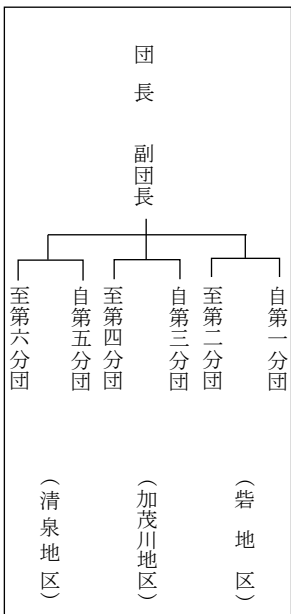 団長　副団長
自第一分団
至第二分団
（砦地区）
自第三分団
至第四分団
（加茂川地区）
自第五分団
至第六分団
（清泉地区）